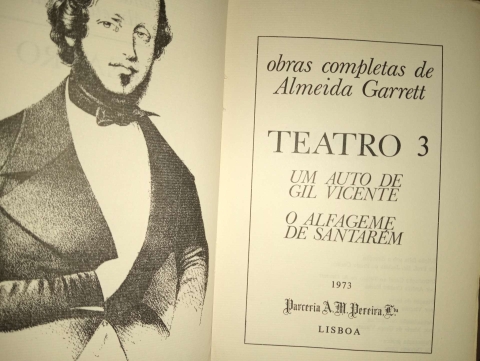 obras completas de
Almeida Garrett
TEATRO 3
UM AUTO DE
GIL VICENTE
O ALFAGEME
DE SANTARÉM
1973
Parceria A. M. Pereira, Lda
LISBOA